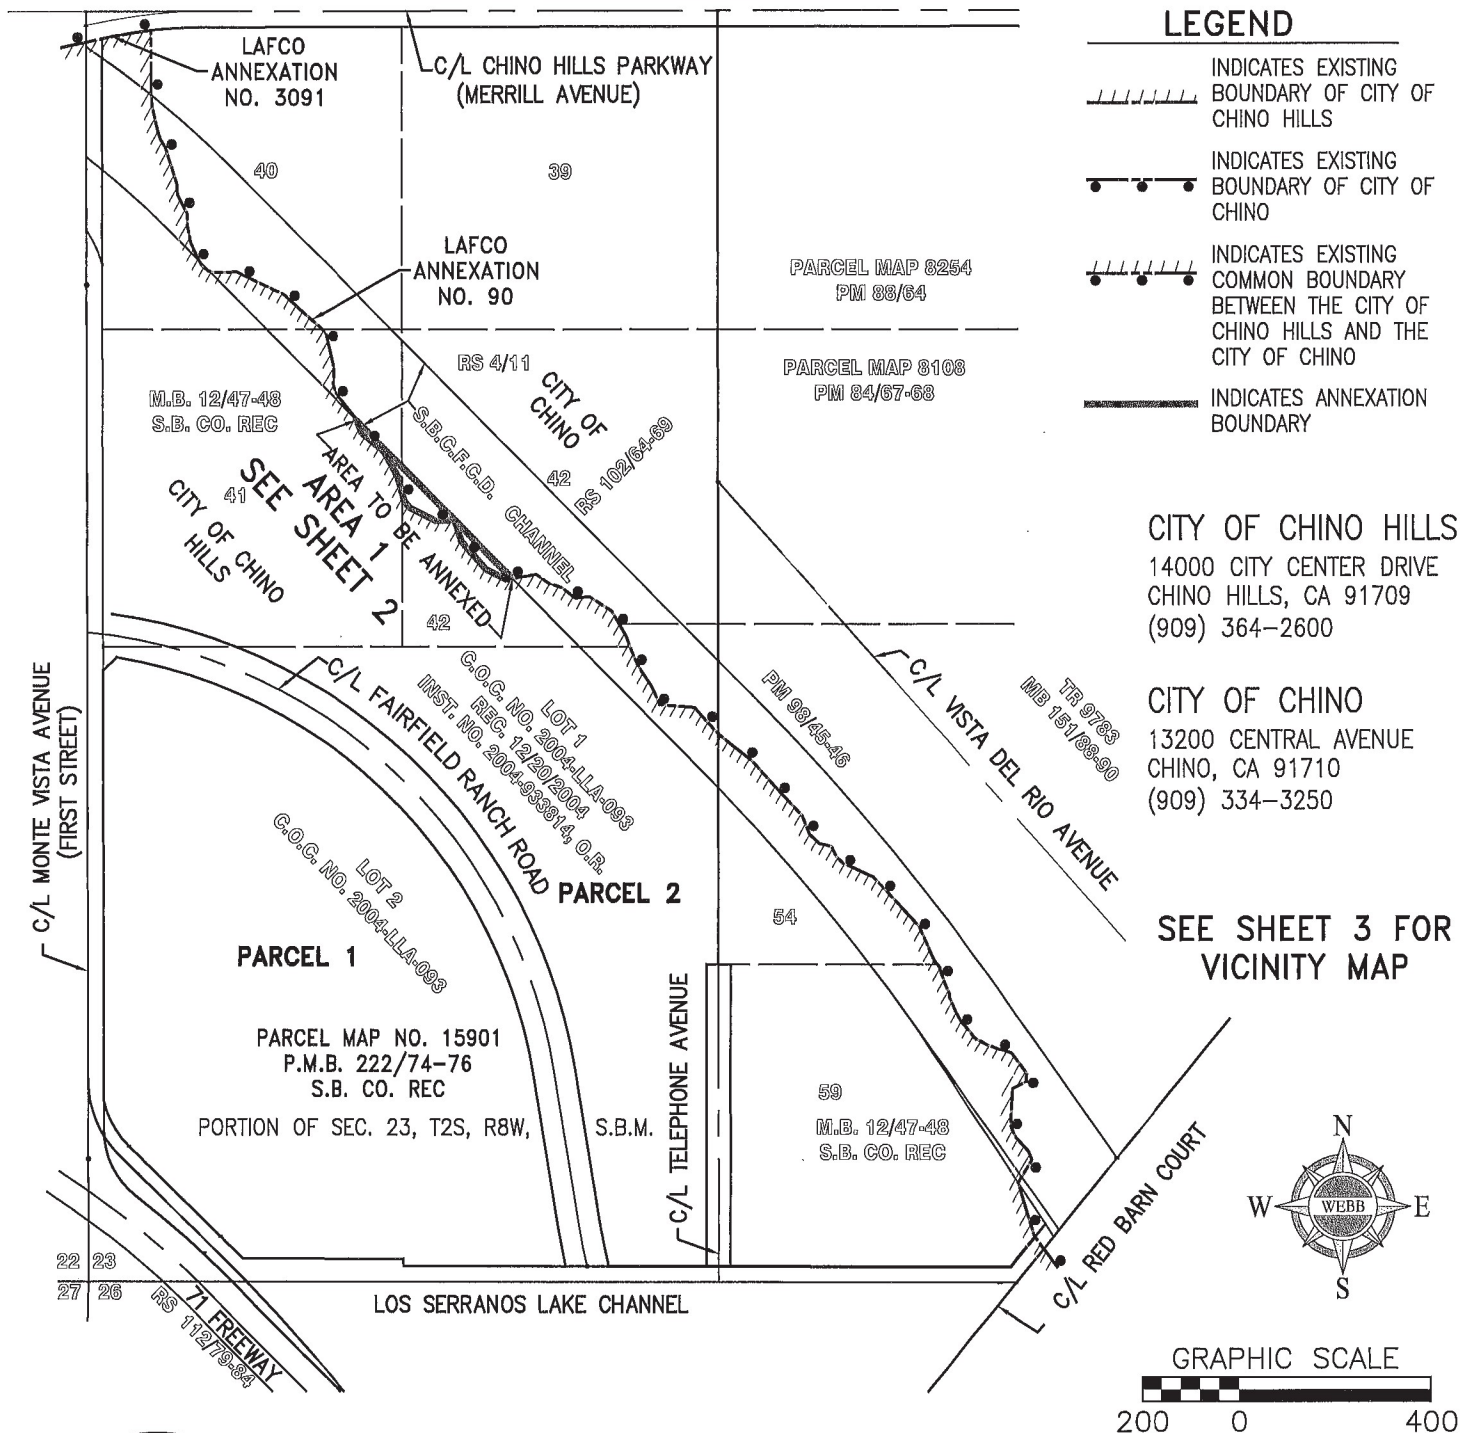 LEGEND
INDICATES EXISTING
BOUNDARY OF CITY OF
CHINO HILLS
INDICATES EXISTING
BOUNDARY OF CITY OF
CHINO
INDICATES EXISTING
COMMON BOUNDARY
BETWEEN THE CITY OF
CHINO HILLS AND THE
CITY OF CHINO
INDICATES ANNEXATION
BOUNDARY
LAFCO
ANNEXATION
NO. 3091
C/L CHINO HILLS PARKWAY
(MERRILL AVENUE)
40
39
LAFCO
ANNEXATION
NO. 90
PARCEL MAP 8254
PM 88/64
RS 4/11
PARCEL MAP 8108
PM 84/67-68
M.B. 12/47-48
S.B. CO. REC
CITY OF
CHINO
S.B.C.F.C.D. CHANNEL
42
RS 102/64-69
41
CITY OF CHINO
HILLS
AREA TO BE ANNEXED
AREA 1
SEE SHEET 2
42
CITY OF CHINO HILLS
14000 CITY CENTER DRIVE
CHINO HILLS, CA 91709
(909) 364-2600
CITY OF CHINO
13200 CENTRAL AVENUE
CHINO, CA 91710
(909) 334-3250
C/L MONTE VISTA AVENUE
(FIRST STREET)
C/L FAIRFIELD RANCH ROAD
LOT 1
C.O.C. NO. 2004-LLA-093
REC. 12/20/2004
INST. NO. 2004-933814, O.R.
PM 98/45-46
C/L VISTA DEL RIO AVENUE
TR 9783
MB 151/88-90
LOT 2
C.O.C. NO. 2004-LLA-093
PARCEL 2
PARCEL 1
54
SEE SHEET 3 FOR
VICINITY MAP
PARCEL MAP NO. 15901
P.M.B. 222/74-76
S.B. CO. REC
PORTION OF SEC. 23, T2S, R8W, S.B.M.
C/L TELEPHONE AVENUE
59
M.B. 12/47-48
S.B. CO. REC
C/L RED BARN COURT
N
W WEBB E
S
22 23
27 26
71 FREEWAY
RS 112/79-84
LOS SERRANOS LAKE CHANNEL
GRAPHIC SCALE
200 0 400